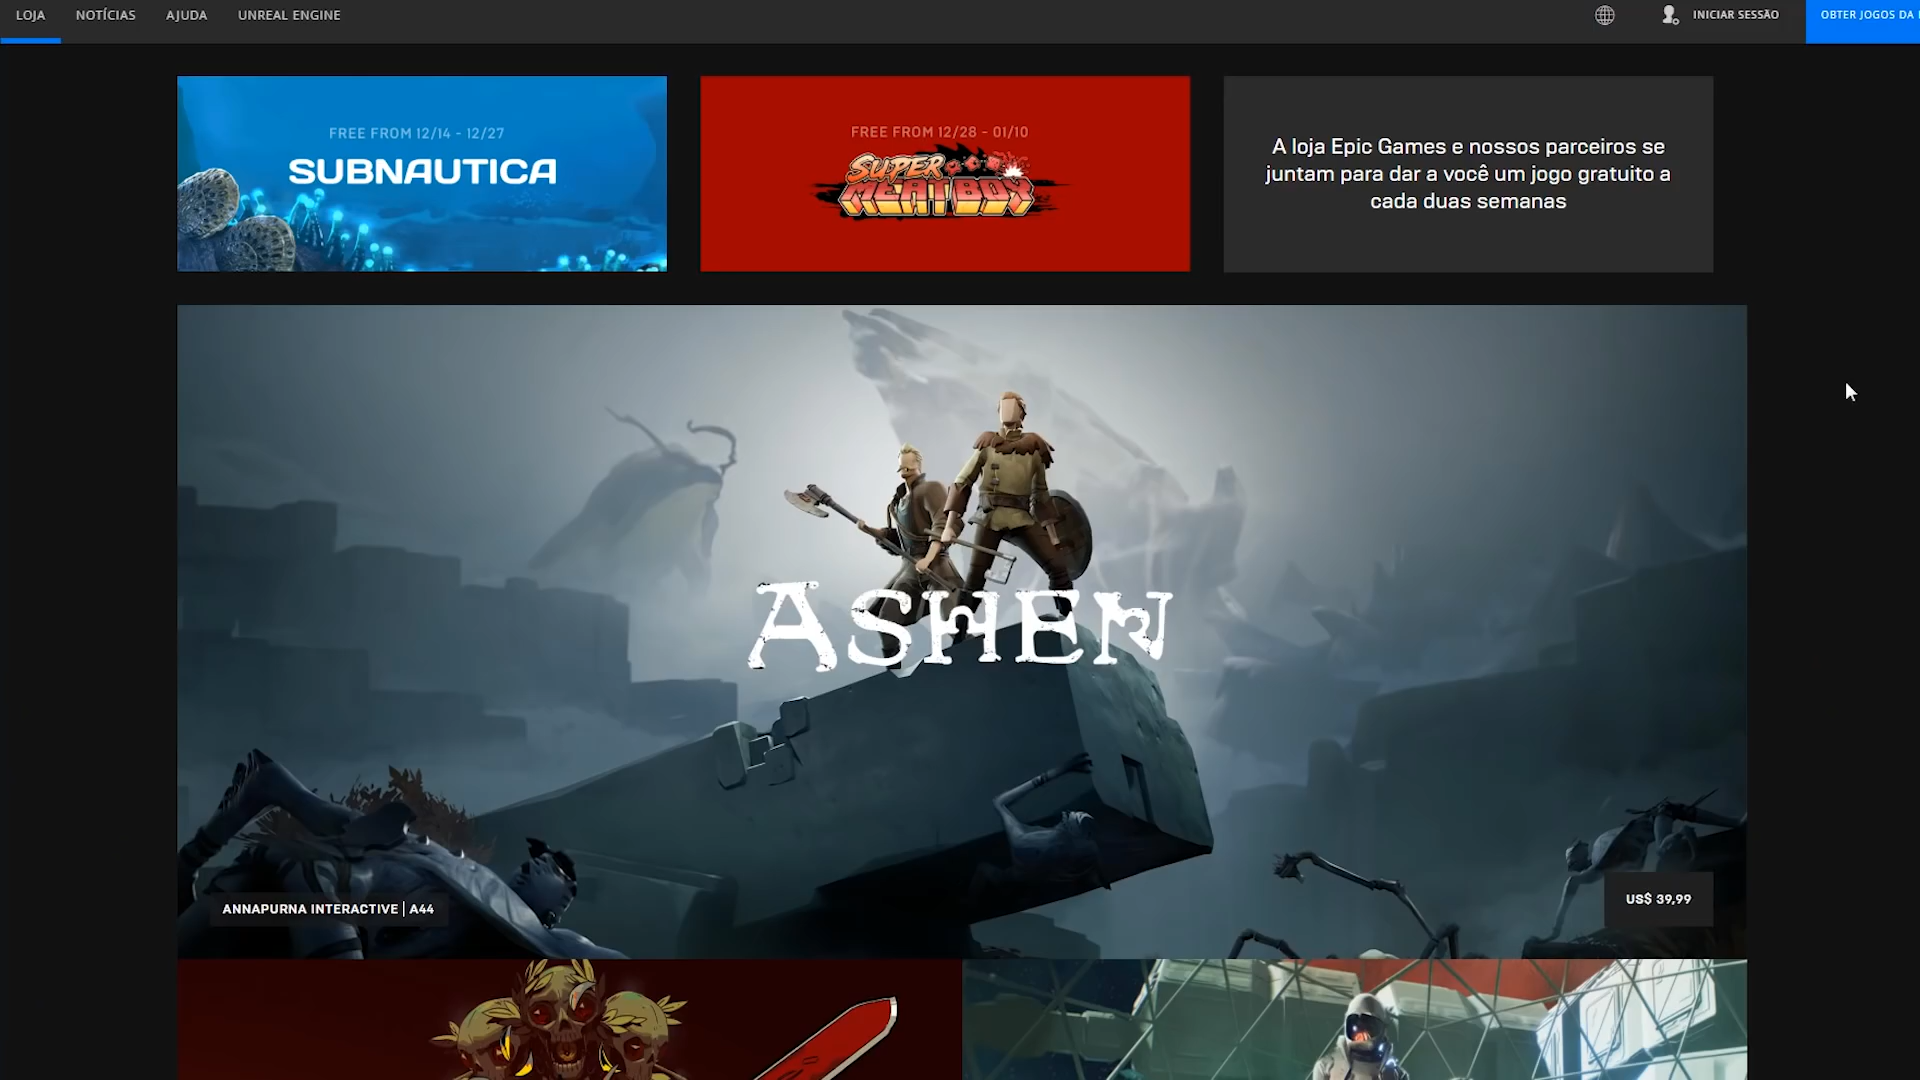 LOJA NOTÍCIAS AJUDA UNREAL ENGINE INICIAR SESSÃO OBTER JOGOS DA
FREE FROM 12/14 - 12/27
SUBNAUTICA
FREE FROM 12/28 - 01/10
SUPER
MEAT BOY
A loja Epic Games e nossos parceiros se
juntam para dar a você um jogo gratuito a
cada duas semanas
ASHEN
ANNAPURNA INTERACTIVE | A44
US$ 39,99